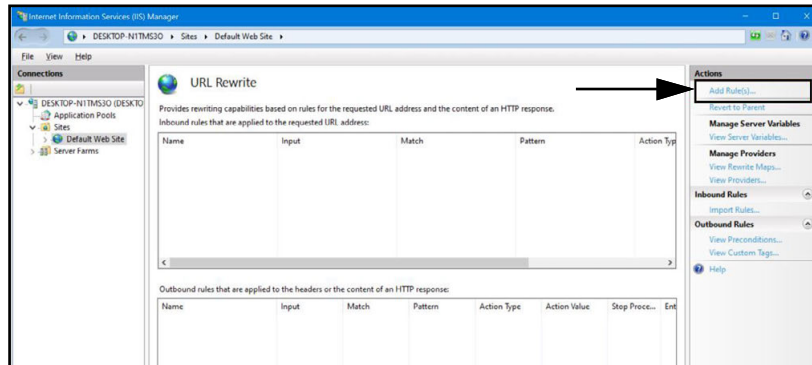 Internet Information Services (IIS) Manager
DESKTOP-N1TMS3O Sites Default Web Site
File View Help
Connections
DESKTOP-N1TMS3O (DESKTO
Application Pools
Sites
Default Web Site
Server Farms
URL Rewrite
Provides rewriting capabilities based on rules for the requested URL address and the content of an HTTP response.
Inbound rules that are applied to the requested URL address:
Name Input Match Pattern Action Typ
Outbound rules that are applied to the headers or the content of an HTTP response:
Name Input Match Pattern Action Type Action Value Stop Proce... Ent
Actions
Add Rule(s)...
Revert to Parent
Manage Server Variables
View Server Variables...
Manage Providers
View Rewrite Maps...
View Providers...
Inbound Rules
Import Rules...
Outbound Rules
View Preconditions...
View Custom Tags...
Help